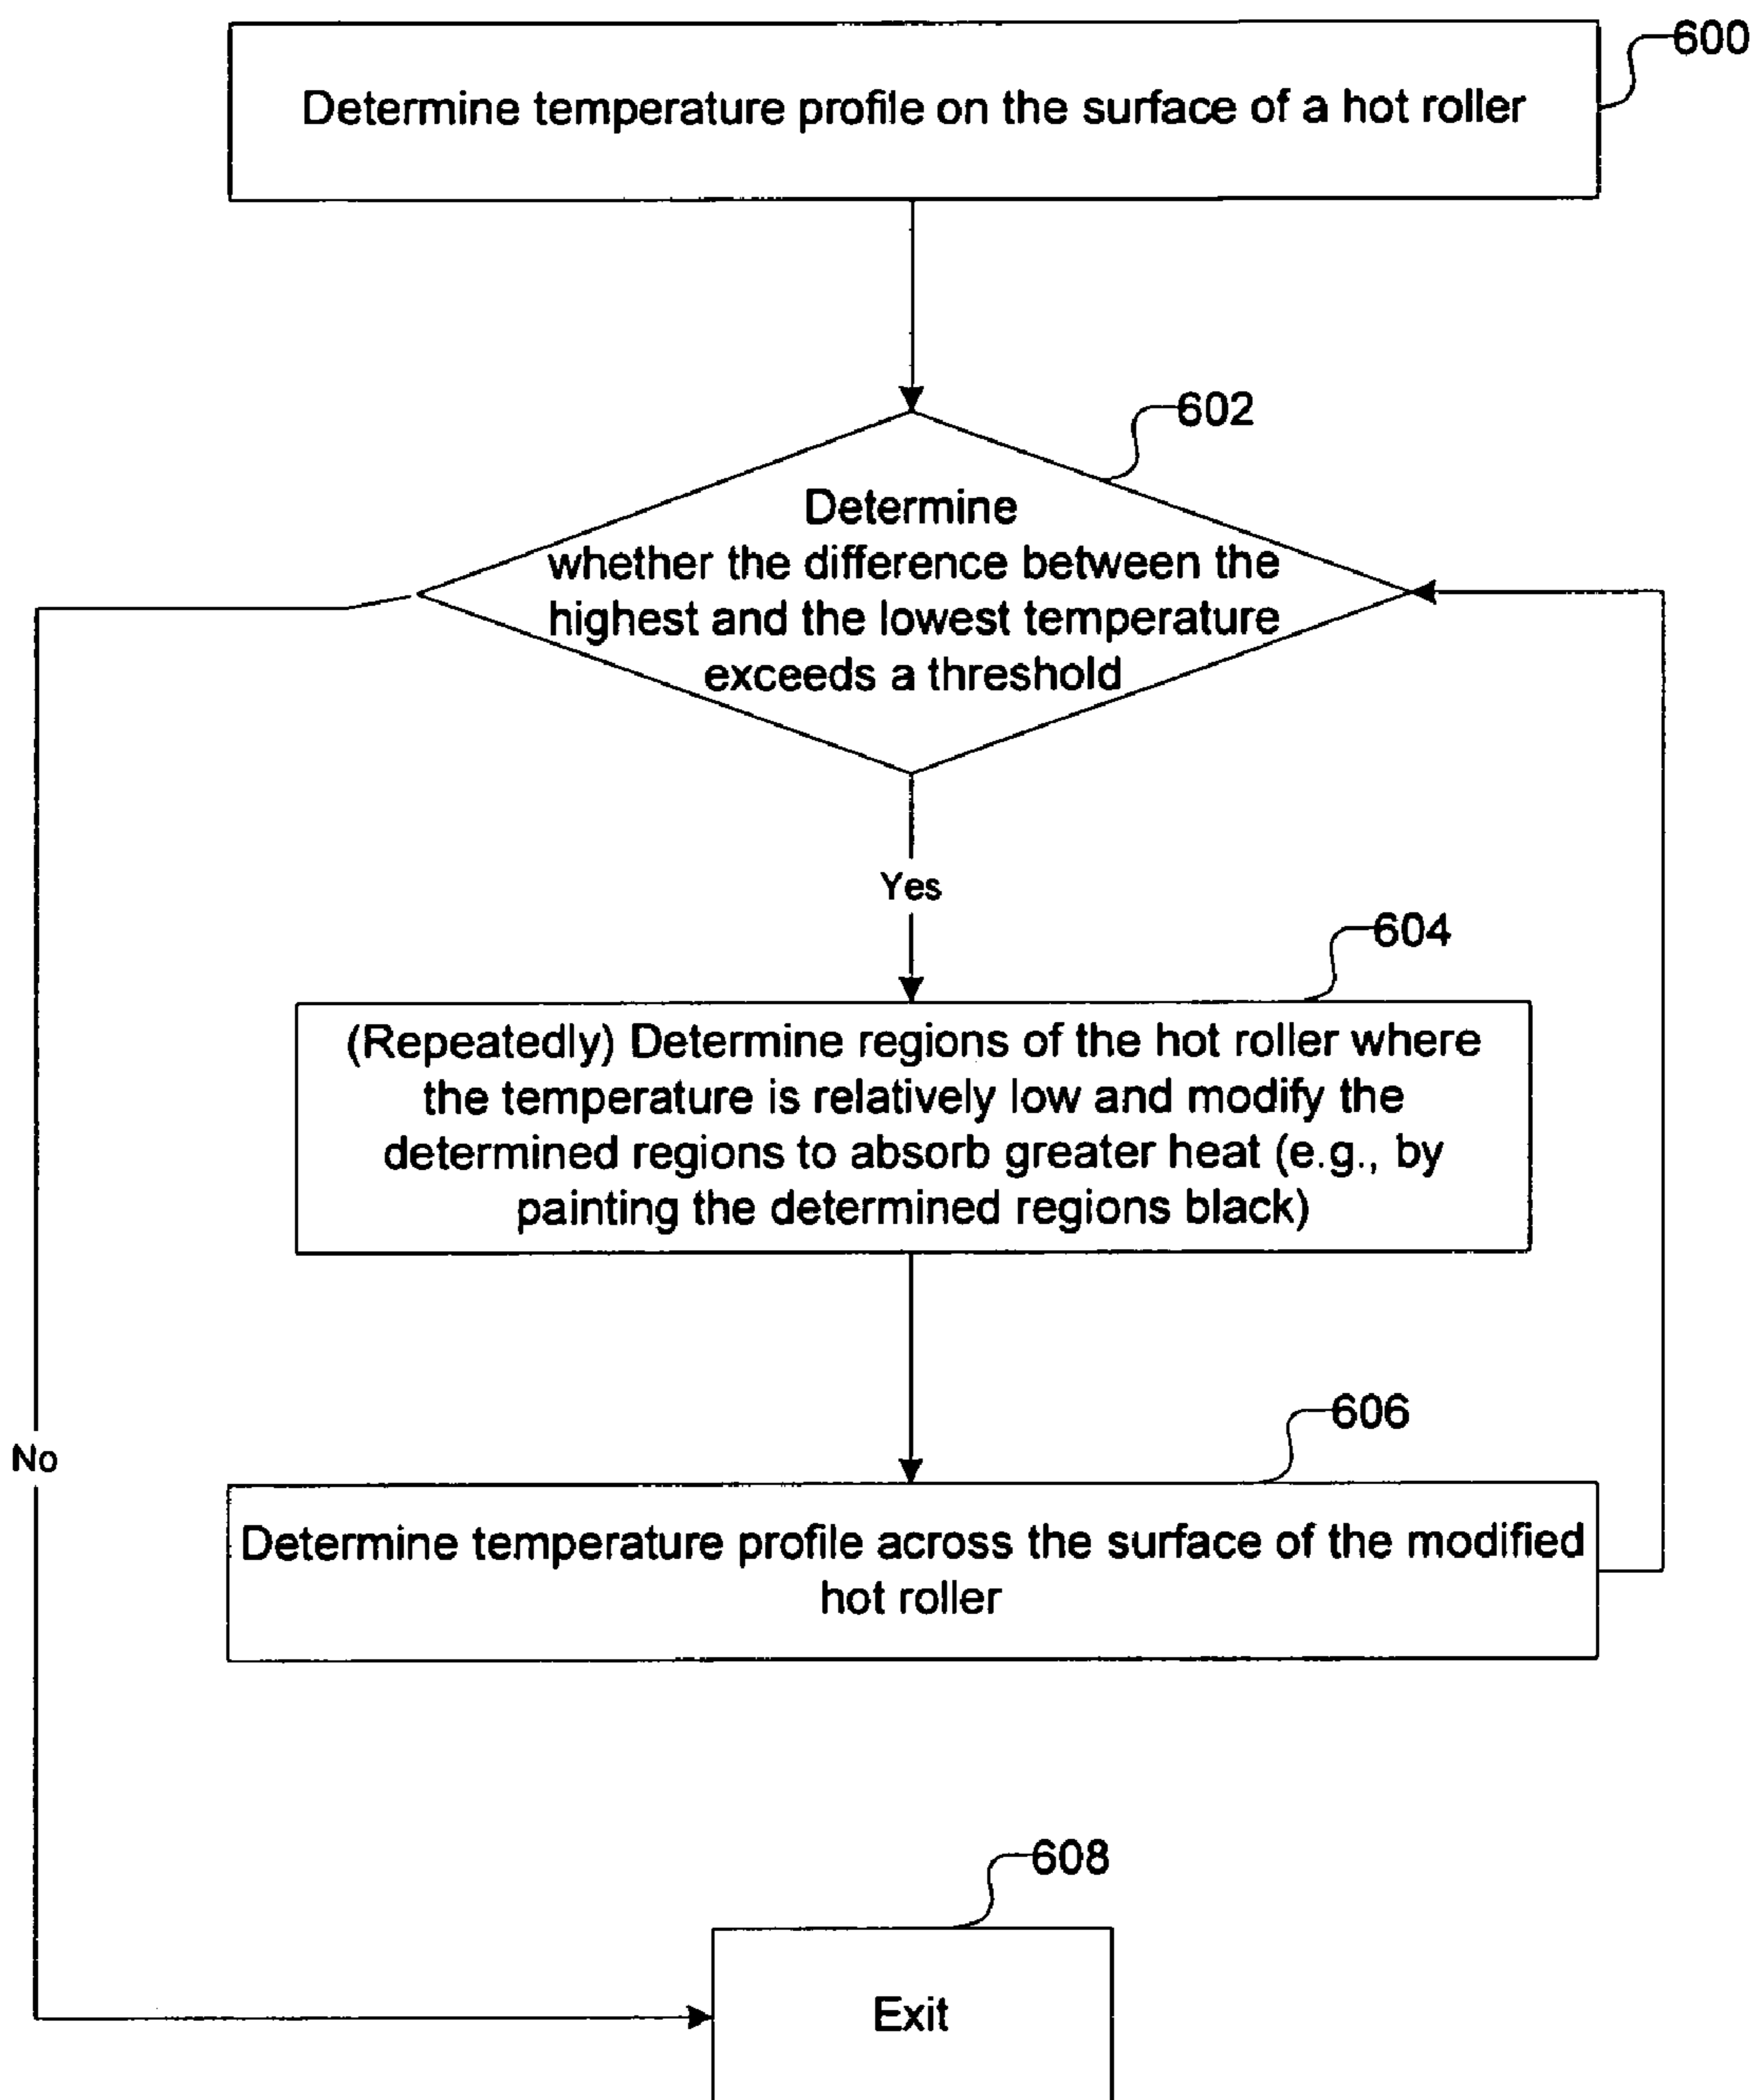 600
Determine temperature profile on the surface of a hot roller
602
Determine
whether the difference between the
highest and the lowest temperature
exceeds a threshold
Yes
604
(Repeatedly) Determine regions of the hot roller where
the temperature is relatively low and modify the
determined regions to absorb greater heat (e.g., by
painting the determined regions black)
606
No
Determine temperature profile across the surface of the modified
hot roller
608
Exit